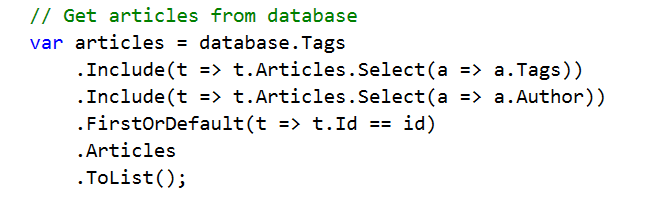 // Get articles from database
var articles = database.Tags
.Include(t => t.Articles.Select(a => a.Tags))
.Include(t => t.Articles.Select(a => a.Author))
.FirstOrDefault(t => t.Id == id)
.Articles
.ToList();